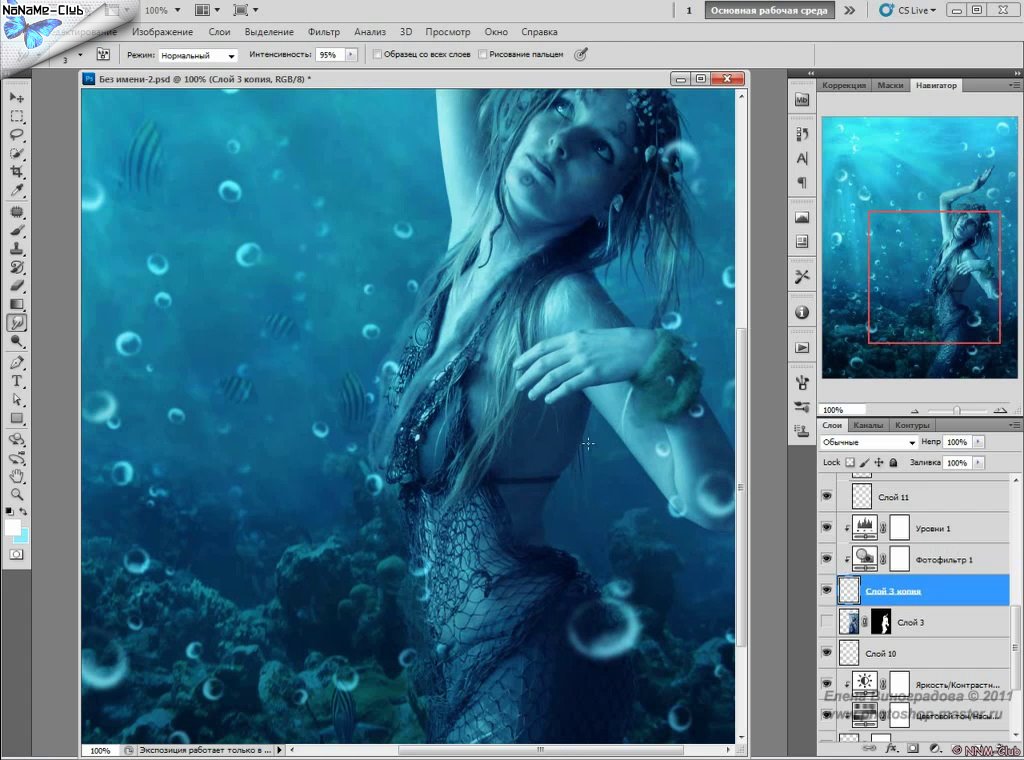 NoName-Club
100%
1
Основная рабочая среда
CS Live
Изображение Слои Выделение Фильтр Анализ 3D Просмотр Окно Справка
3
Режим: Нормальный Интенсивность: 95% Образец со всех слоев Рисование пальцем
Без имени-2.psd @ 100% (Слой 3 копия, RGB/8) *
Коррекция Маски Навигатор
Mb
100%
Слои Каналы Контуры
Обычные Непр 100%
Lock Заливка 100%
Слой 11
Уровни 1
Фотофильтр 1
Слой 3 копия
Слой 3
Слой 10
Яркость/Контрастн...
Елена Виноградова © 2011
Цветовой тон/Насы...
www.photoshop-master.ru
100% Экспозиция работает только в ...
© NNM-Club